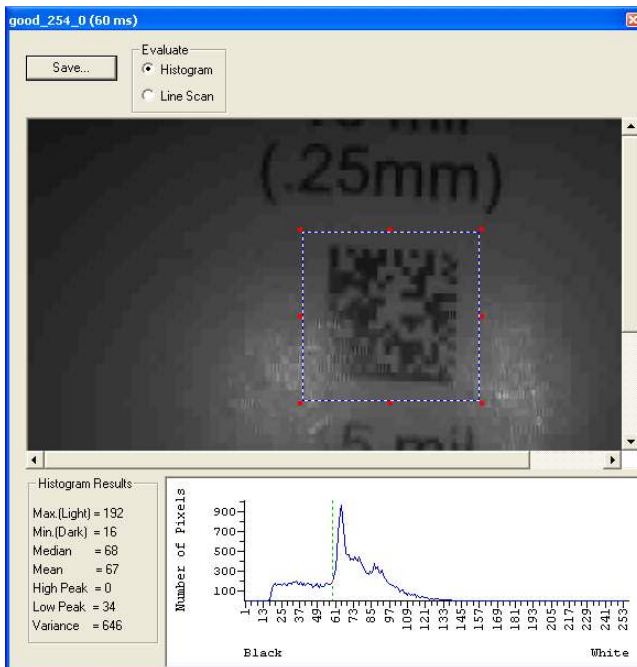 good_254_0 (60 ms)
Save...
Evaluate
Histogram
Line Scan
mil
(.25mm)
5 mil
Histogram Results
Max.(Light) = 192
Min.(Dark) = 16
Median = 68
Mean = 67
High Peak = 0
Low Peak = 34
Variance = 646
Number of Pixels
900
700
500
300
100
1 13 25 37 49 61 73 85 97 109 121 133 145 157 169 181 193 205 217 229 241 253
Black White